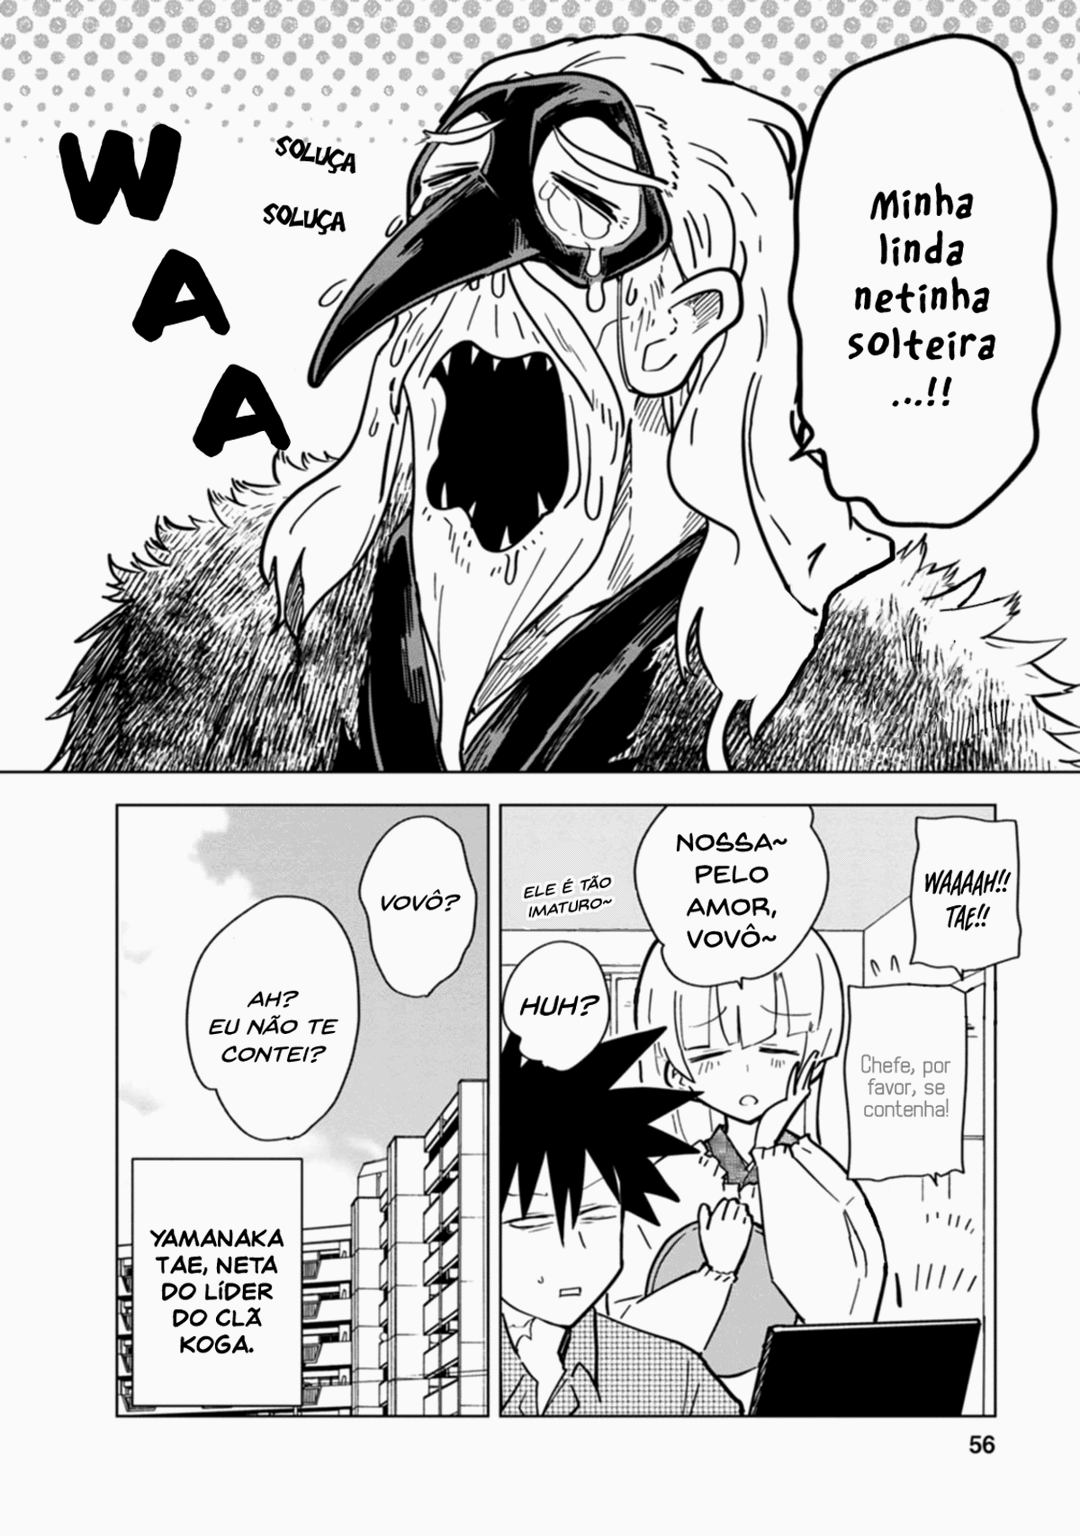 Minha
linda
netinha
solteira
...!!
SOLUÇA
SOLUÇA
WAAA
WAAAAH!!
TAE!!
NOSSA~
PELO
AMOR,
VOVÔ~
Chefe, por
favor, se
contenha!
ELE É TÃO
IMATURO~
HUH?
VOVÔ?
AH?
EU NÃO TE
CONTEI?
YAMANAKA
TAE, NETA
DO LÍDER
DO CLÃ
KOGA.
56